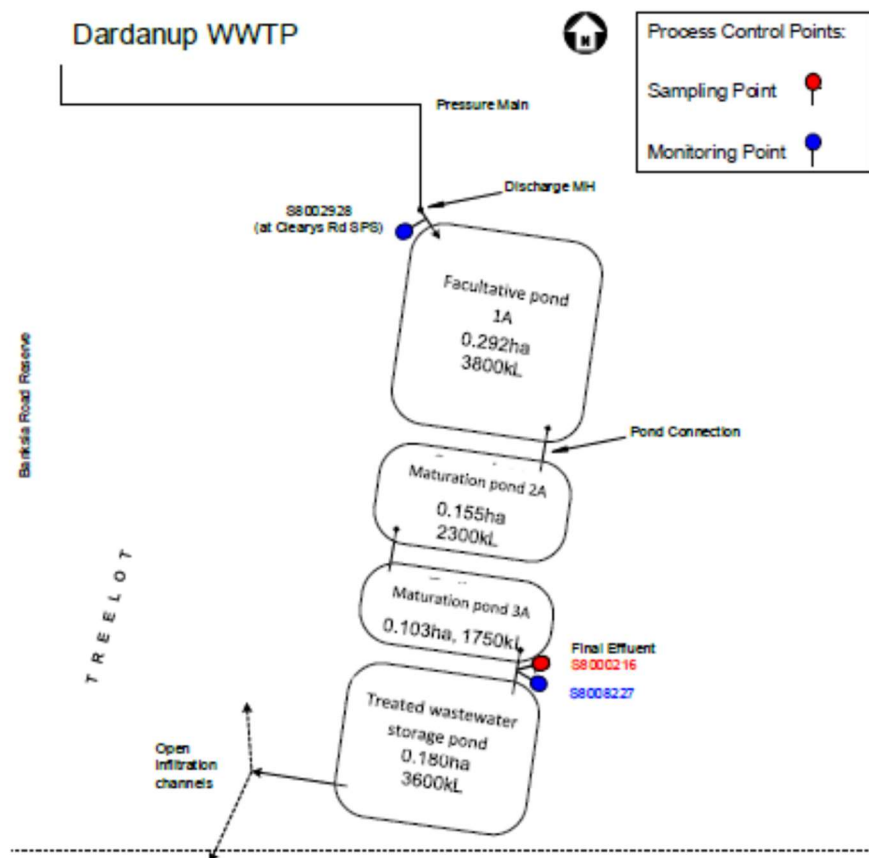 Dardanup WWTP
N
Process Control Points:
Sampling Point
Monitoring Point
Pressure Main
Discharge MH
S8002928
(at Clearys Rd SPS)
Facultative pond
1A
0.292ha
3800kL
Banksia Road Reserve
Pond Connection
Maturation pond 2A
0.155ha
2300kL
TREELOT
Maturation pond 3A
0.103ha, 1750kL
Final Effluent
S8000216
S8008227
Treated wastewater
storage pond
0.180ha
3600kL
Open
infiltration
channels